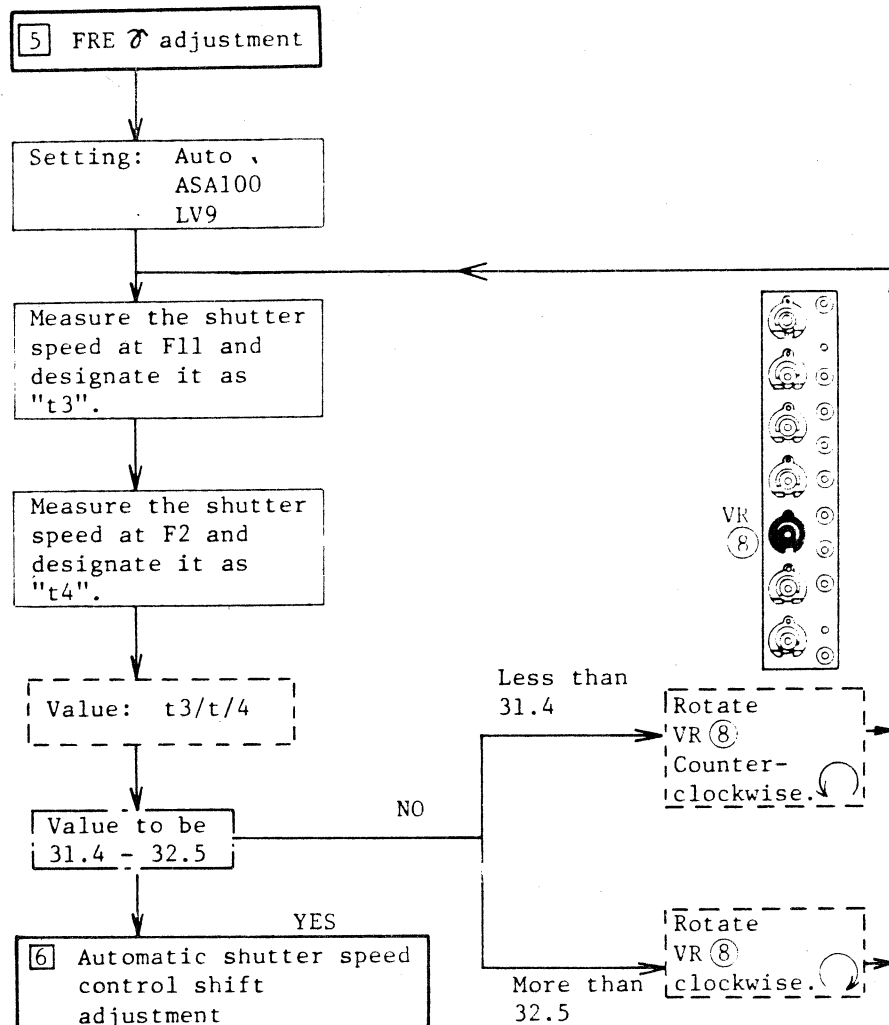 5 FRE γ adjustment
Setting: Auto
ASA100
LV9
Measure the shutter
speed at F11 and
designate it as
"t3".
Measure the shutter
speed at F2 and
designate it as
"t4".
VR
⑧
Value: t3/t/4
Less than
31.4
Rotate
VR ⑧
Counter-
clockwise.
Value to be
31.4 - 32.5
NO
YES
6 Automatic shutter speed
control shift
adjustment
More than
32.5
Rotate
VR ⑧
clockwise.